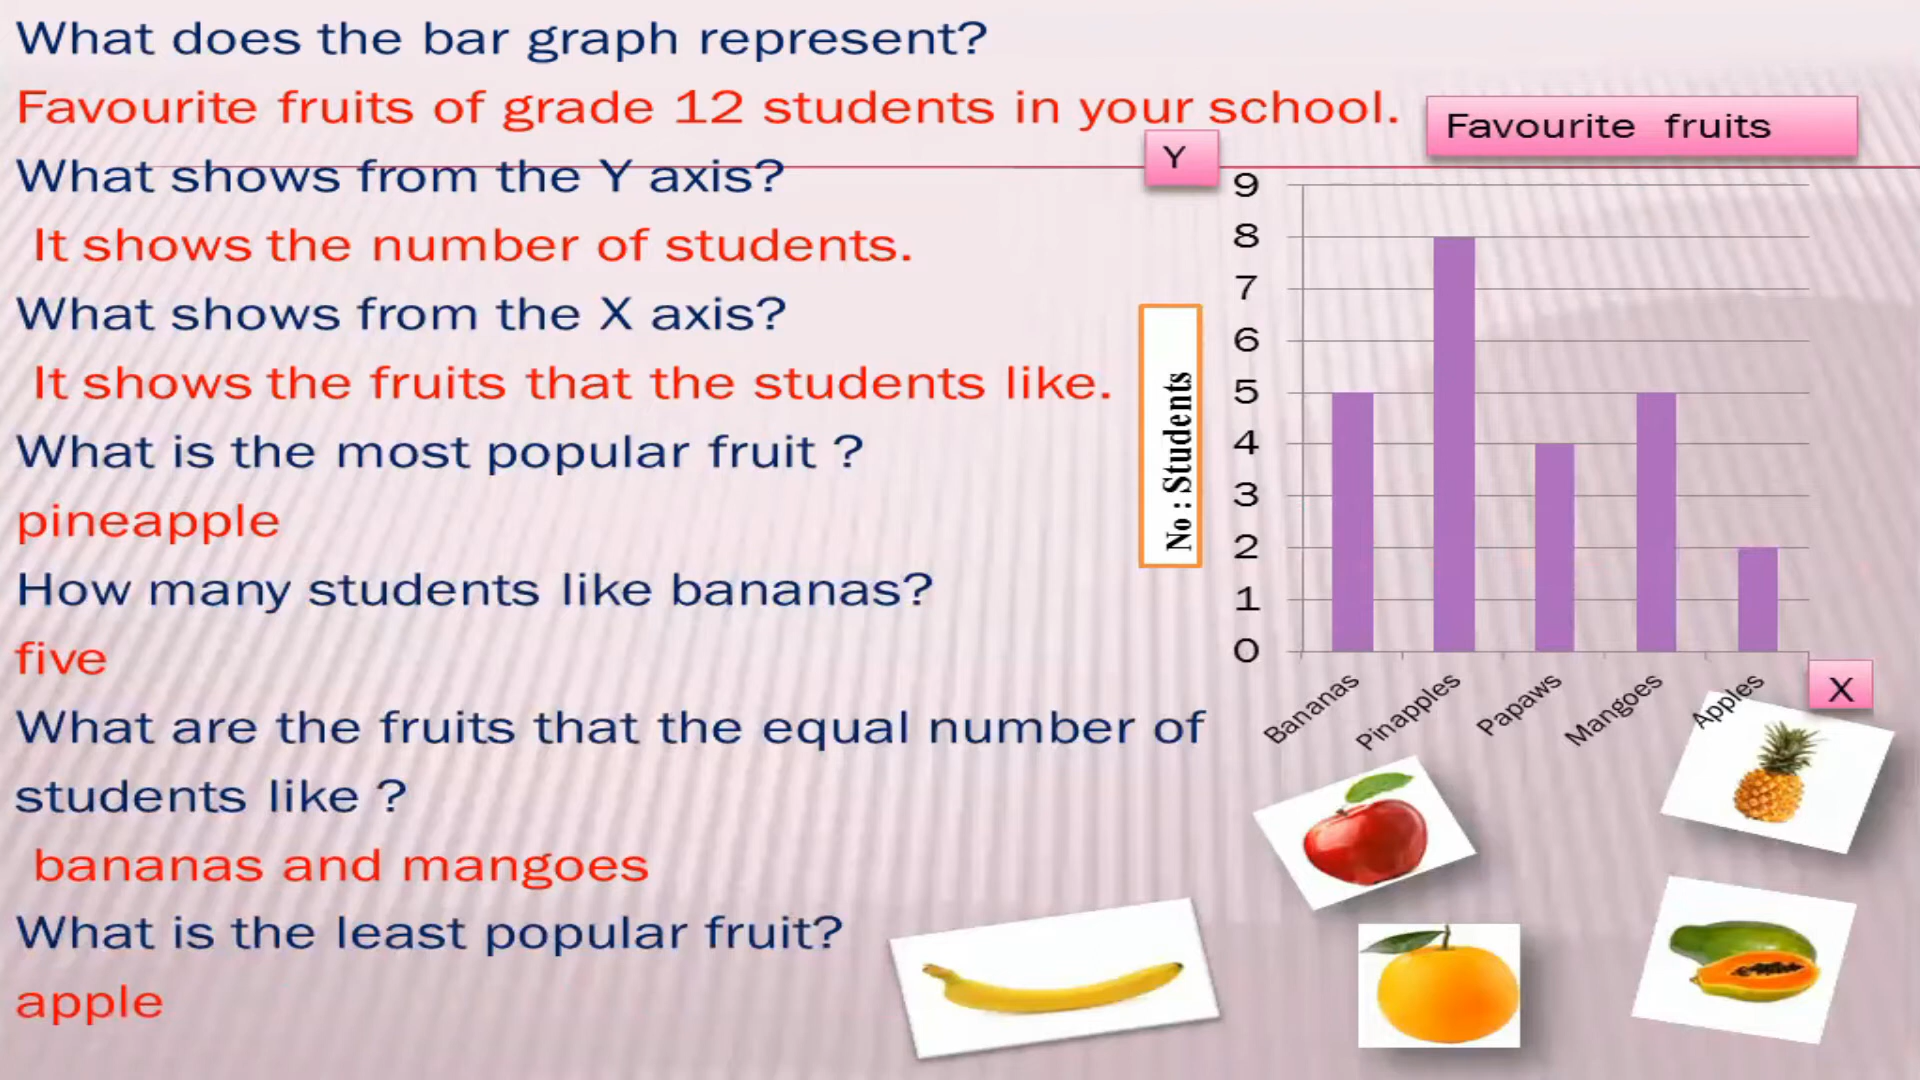 What does the bar graph represent?
Favourite fruits of grade 12 students in your school.
What shows from the Y axis?
It shows the number of students.
What shows from the X axis?
It shows the fruits that the students like.
What is the most popular fruit ?
pineapple
How many students like bananas?
five
What are the fruits that the equal number of
students like ?
bananas and mangoes
What is the least popular fruit?
apple
Favourite fruits
Y
9
8
7
6
5
4
3
2
1
0
No : Students
Bananas
Pinapples
Papaws
Mangoes
Apples
X